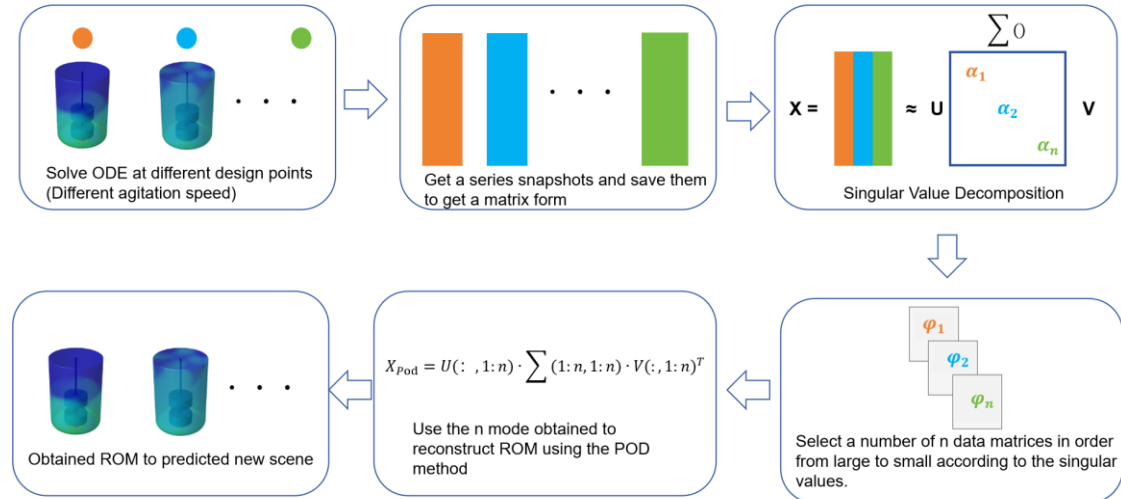 Solve ODE at different design points
(Different agitation speed)
Get a series snapshots and save them
to get a matrix form
∑0
X = ≈ U α₁ α₂ αₙ V
Singular Value Decomposition
φ₁
φ₂
φₙ
Select a number of n data matrices in order
from large to small according to the singular
values.
X_Pod = U(: , 1: n) · ∑ (1: n, 1: n) · V(:, 1: n)^T
Use the n mode obtained to
reconstruct ROM using the POD
method
Obtained ROM to predicted new scene